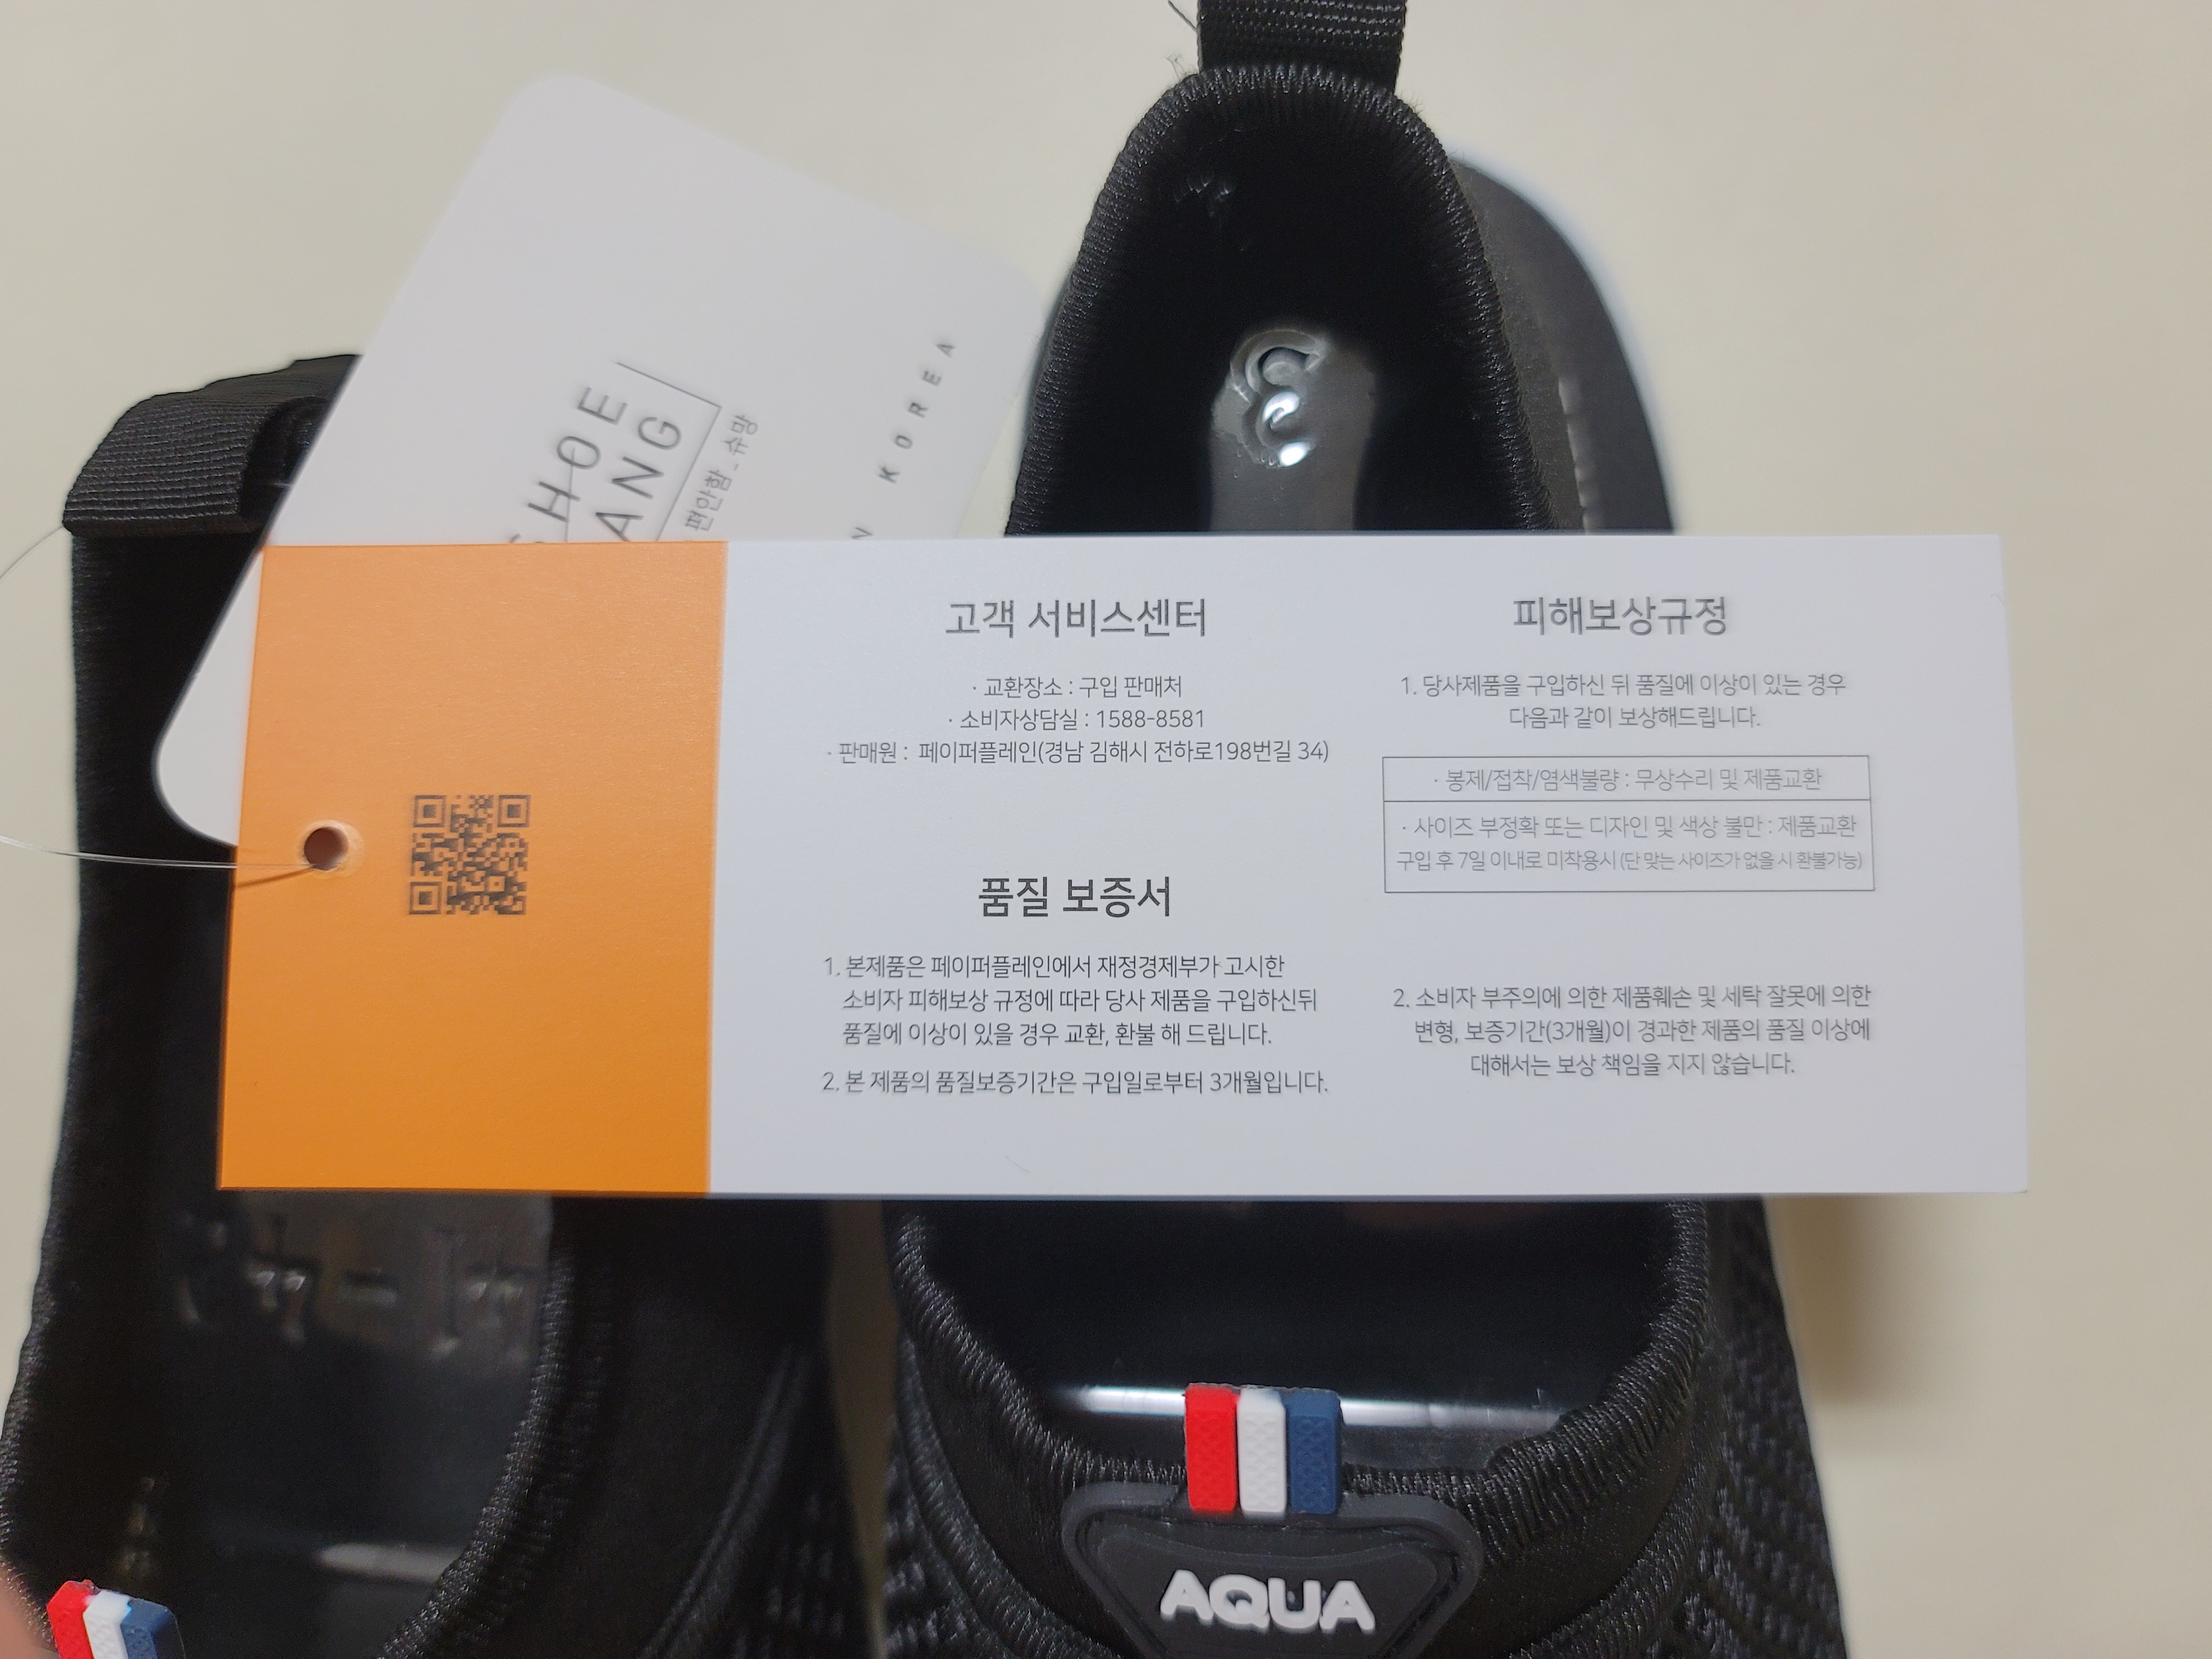 SHOE
ANG
편안함_슈망
N KOREA
고객 서비스센터
· 교환장소 : 구입 판매처
· 소비자상담실 : 1588-8581
· 판매원 : 페이퍼플레인(경남 김해시 전하로198번길 34)
품질 보증서
1. 본제품은 페이퍼플레인에서 재정경제부가 고시한
소비자 피해보상 규정에 따라 당사 제품을 구입하신뒤
품질에 이상이 있을 경우 교환, 환불 해 드립니다.
2. 본 제품의 품질보증기간은 구입일로부터 3개월입니다.
피해보상규정
1. 당사제품을 구입하신 뒤 품질에 이상이 있는 경우
다음과 같이 보상해드립니다.
· 봉제/접착/염색불량 : 무상수리 및 제품교환
· 사이즈 부정확 또는 디자인 및 색상 불만 : 제품교환
구입 후 7일 이내로 미착용시 (단 맞는 사이즈가 없을 시 환불가능)
2. 소비자 부주의에 의한 제품훼손 및 세탁 잘못에 의한
변형, 보증기간(3개월)이 경과한 제품의 품질 이상에
대해서는 보상 책임을 지지 않습니다.
AQUA